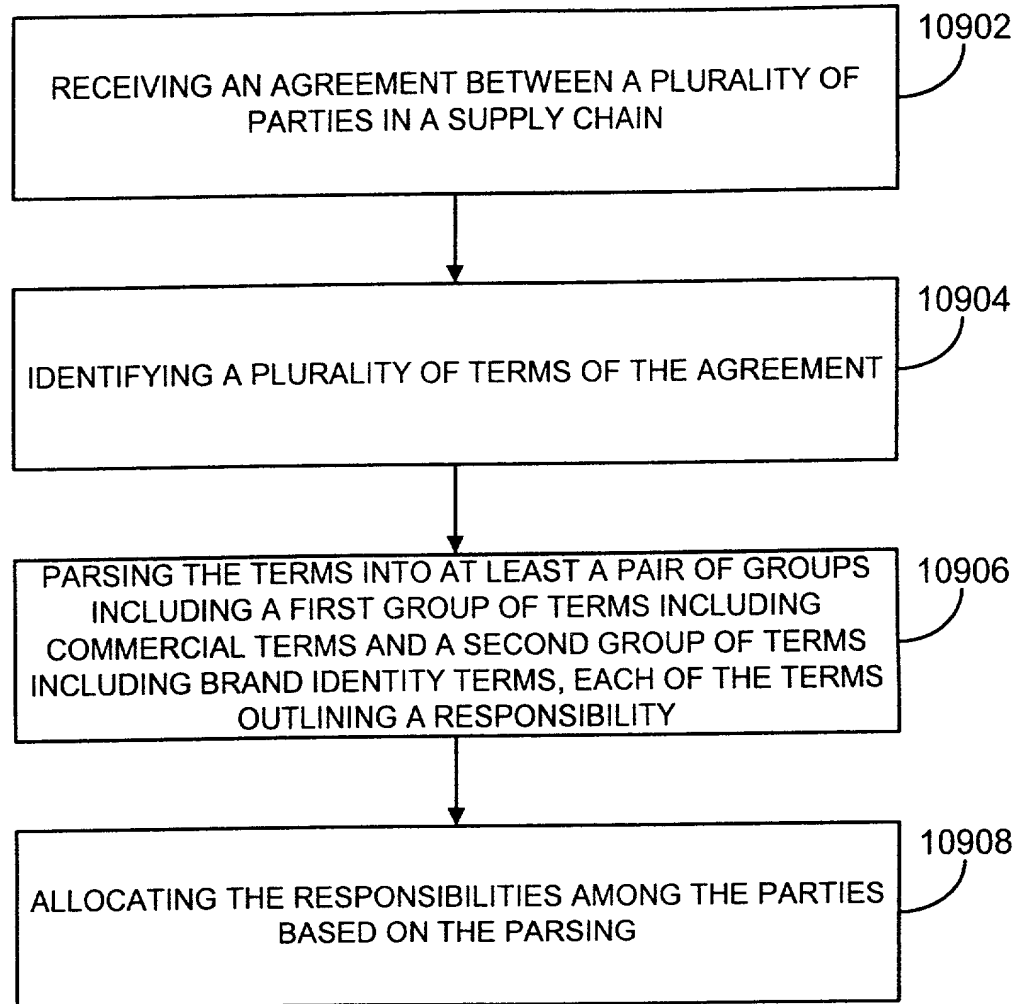 10902
RECEIVING AN AGREEMENT BETWEEN A PLURALITY OF
PARTIES IN A SUPPLY CHAIN
10904
IDENTIFYING A PLURALITY OF TERMS OF THE AGREEMENT
10906
PARSING THE TERMS INTO AT LEAST A PAIR OF GROUPS
INCLUDING A FIRST GROUP OF TERMS INCLUDING
COMMERCIAL TERMS AND A SECOND GROUP OF TERMS
INCLUDING BRAND IDENTITY TERMS, EACH OF THE TERMS
OUTLINING A RESPONSIBILITY
10908
ALLOCATING THE RESPONSIBILITIES AMONG THE PARTIES
BASED ON THE PARSING